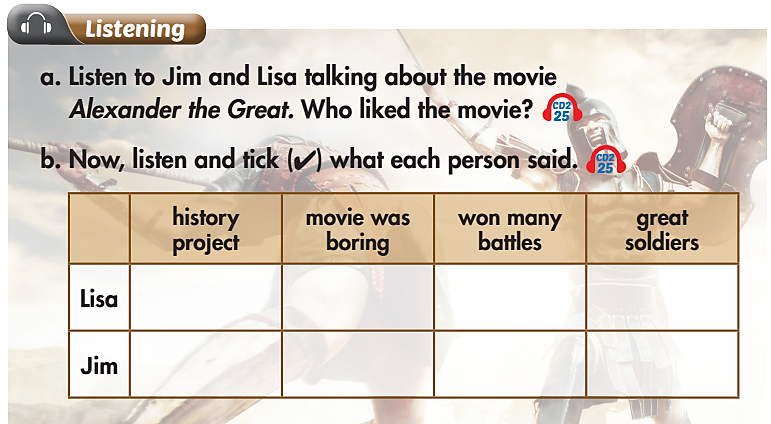 Listening
a. Listen to Jim and Lisa talking about the movie
Alexander the Great. Who liked the movie? CD2 25
b. Now, listen and tick (✔) what each person said. CD2 25
history project | movie was boring | won many battles | great soldiers
Lisa
Jim